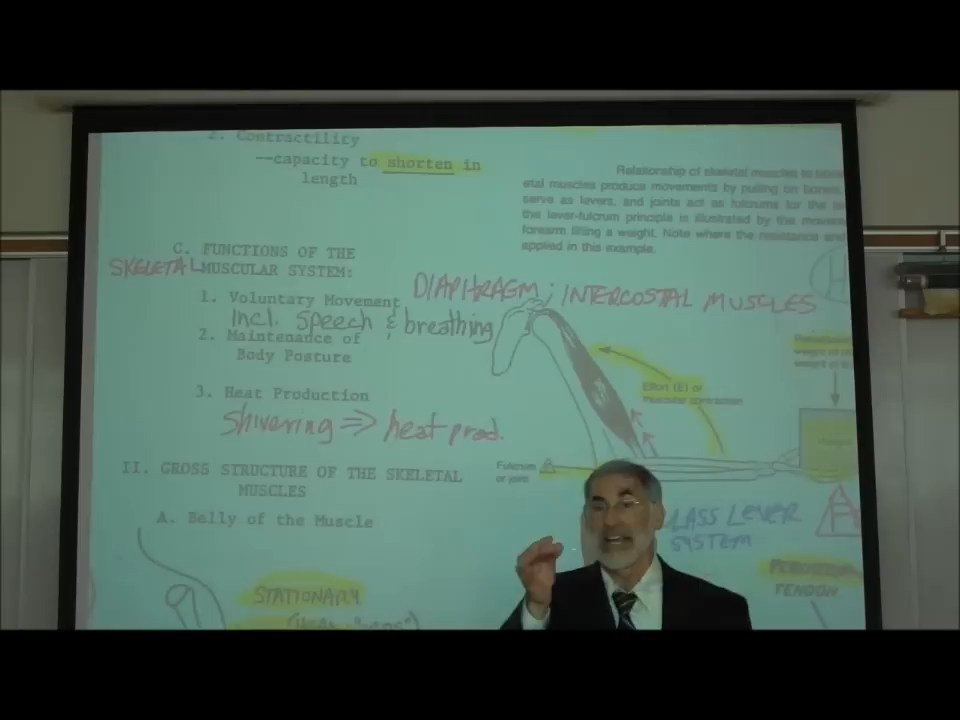 2. Contractility
--capacity to shorten in
length
Relationship of skeletal muscles to
etal muscles produce movements by pulling on bones.
serve as levers, and joints act as fulcrums for the
the lever-fulcrum principle is illustrated by the
forearm lifting a weight. Note where the resistance and
applied in this example.
C. FUNCTIONS OF THE
SKELETAL MUSCULAR SYSTEM:
DIAPHRAGM; INTERCOSTAL MUSCLES
1. Voluntary Movement
Incl. Speech & breathing
2. Maintenance of
Body Posture
Effort (E) or
Muscular contraction
3. Heat Production
shivering ⇒ heat prod.
II. GROSS STRUCTURE OF THE SKELETAL
MUSCLES
Fulcrum
or joint
LASS LEVER
SYSTEM
A. Belly of the Muscle
TENDON
STATIONARY